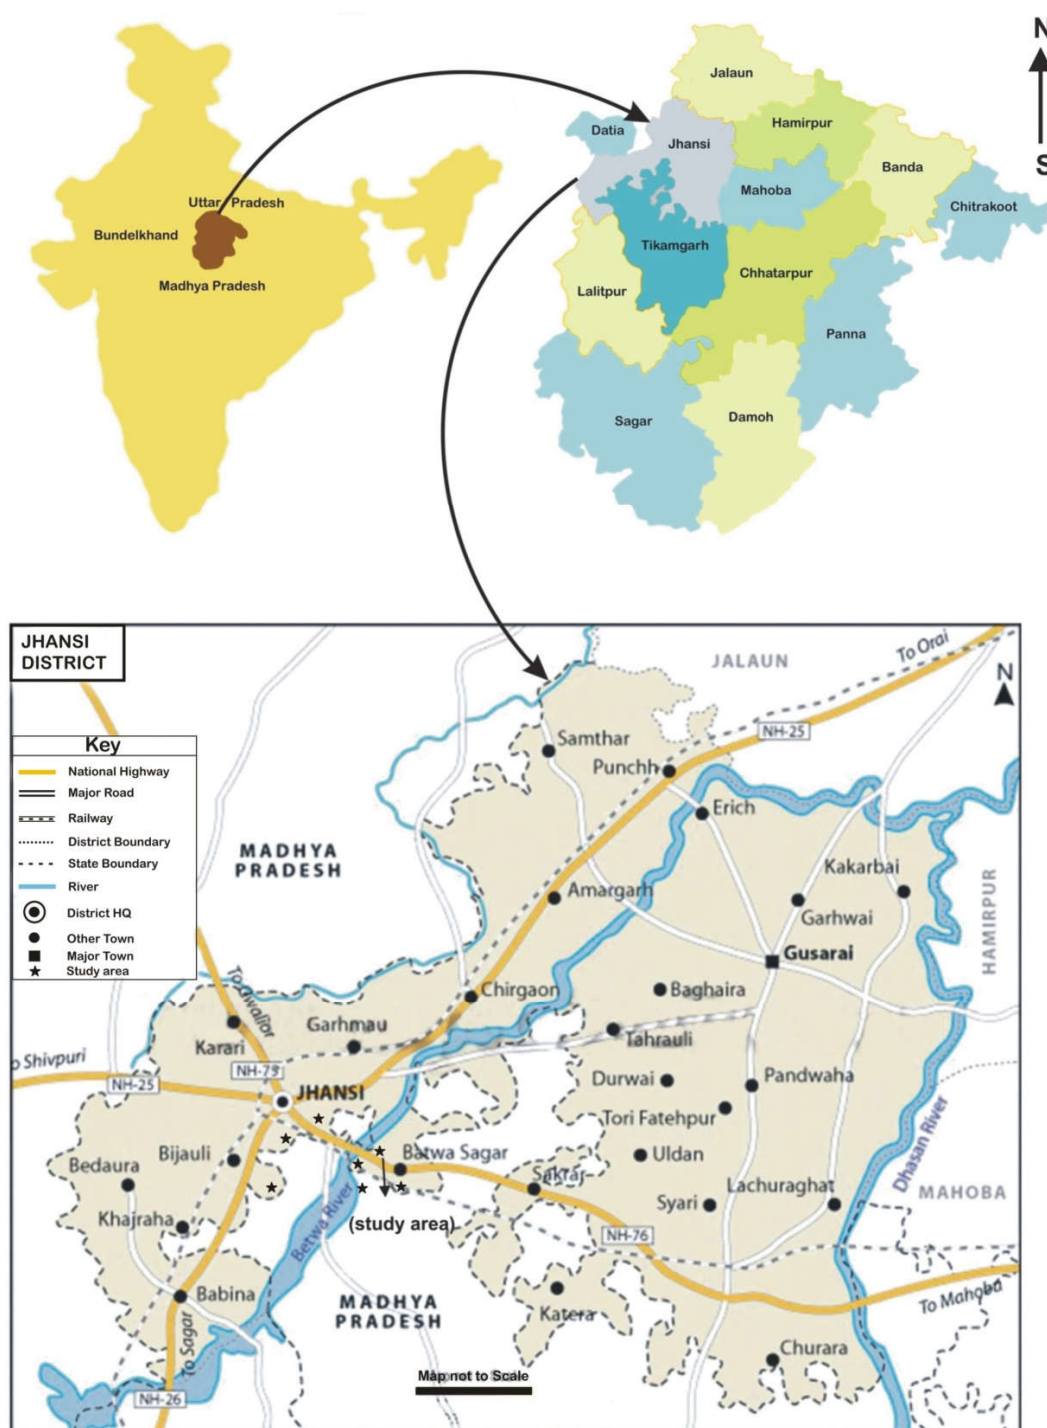 Uttar Pradesh
Bundelkhand
Madhya Pradesh
N
S
Jalaun
Datia
Jhansi
Hamirpur
Banda
Mahoba
Chitrakoot
Tikamgarh
Chhatarpur
Lalitpur
Panna
Sagar
Damoh
JHANSI
DISTRICT
Key
National Highway
Major Road
Railway
District Boundary
State Boundary
River
District HQ
Other Town
Major Town
Study area
JALAUN
To Orai
N
NH-25
Samthar
Punchh
Erich
MADHYA
PRADESH
Kakarbai
Amargarh
Garhwai
HAMIRPUR
Gusarai
To Gwalior
Chirgaon
Baghaira
Garhmau
Karari
Tahrauli
o Shivpuri
NH-75
NH-25
JHANSI
Durwai
Pandwaha
Tori Fatehpur
Bijauli
Batwa Sagar
Uldan
Dhasan River
Bedaura
Sakrar
Lachuraghat
MAHOBA
Khajraha
Betwa River
(study area)
Syari
NH-76
Babina
MADHYA
PRADESH
Katera
To Mahoba
To Sagar
Churara
Map not to Scale
NH-26